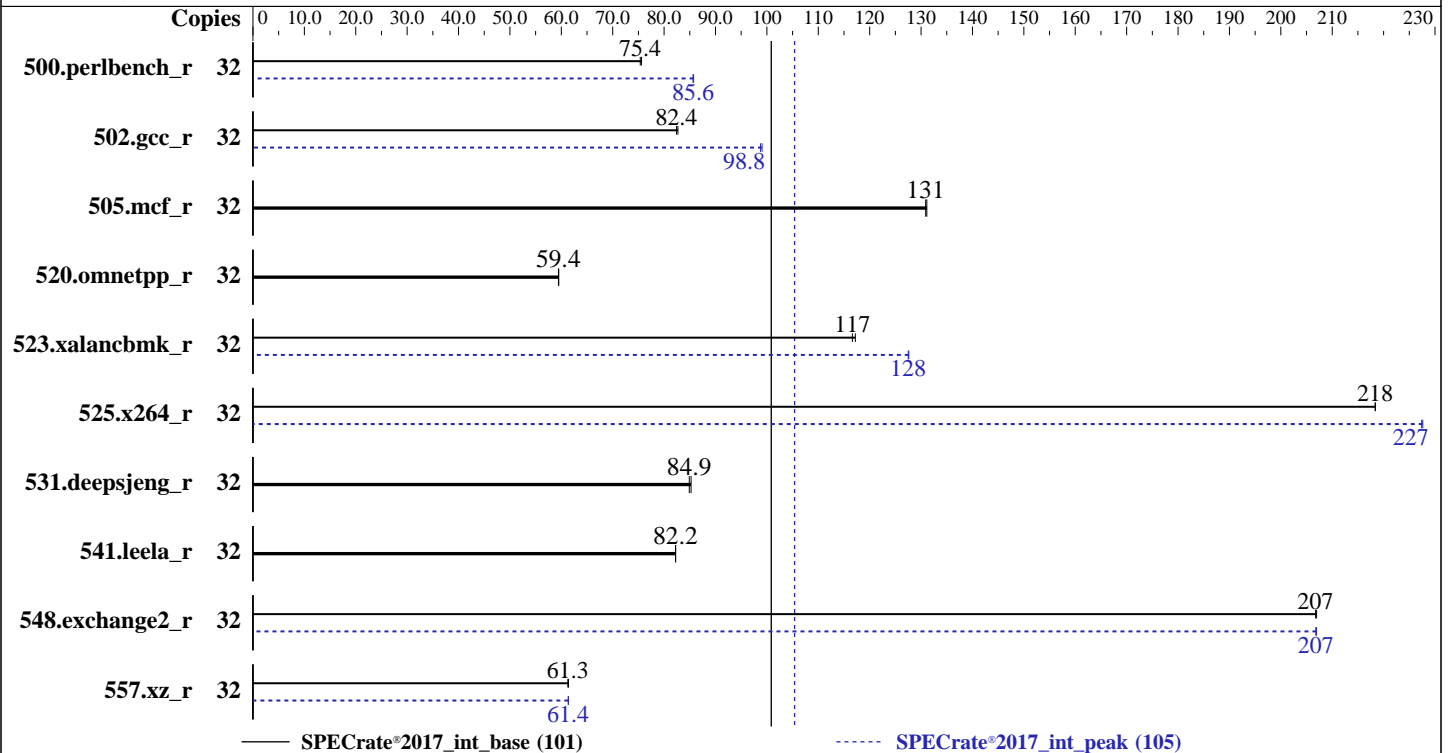 Copies 0 10.0 20.0 30.0 40.0 50.0 60.0 70.0 80.0 90.0 100 110 120 130 140 150 160 170 180 190 200 210 230
75.4
500.perlbench_r 32
85.6
82.4
502.gcc_r 32
98.8
131
505.mcf_r 32
59.4
520.omnetpp_r 32
117
523.xalancbmk_r 32
128
218
525.x264_r 32
227
84.9
531.deepsjeng_r 32
82.2
541.leela_r 32
207
548.exchange2_r 32
207
61.3
557.xz_r 32
61.4
SPECrate®2017_int_base (101) SPECrate®2017_int_peak (105)